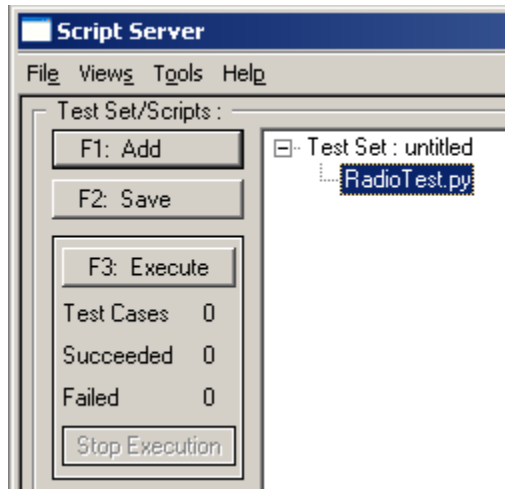 Script Server
File Views Tools Help
Test Set/Scripts :
F1: Add
F2: Save
F3: Execute
Test Cases 0
Succeeded 0
Failed 0
Stop Execution
Test Set : untitled
RadioTest.py